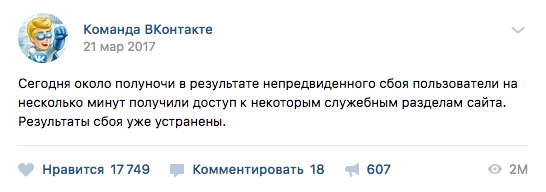 Команда ВКонтакте
21 мар 2017
Сегодня около полуночи в результате непредвиденного сбоя пользователи на
несколько минут получили доступ к некоторым служебным разделам сайта.
Результаты сбоя уже устранены.
Нравится 17 749 Комментировать 18 607 2M